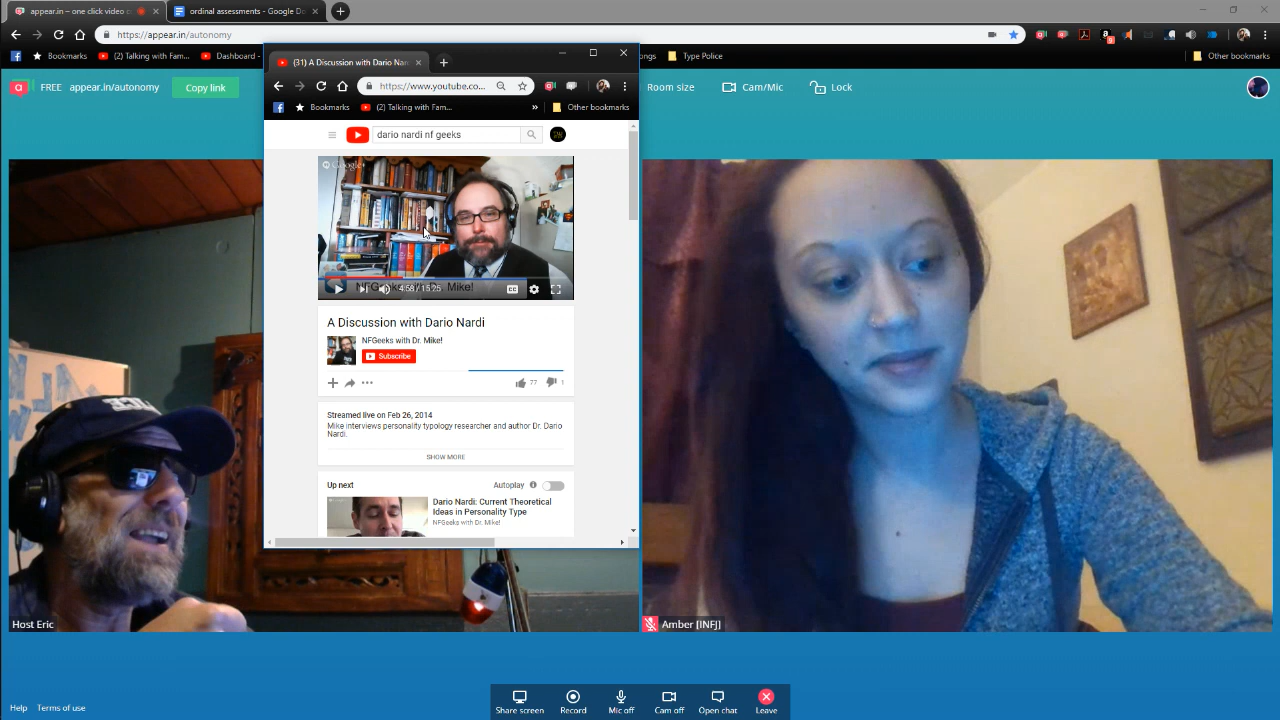 appear.in – one click video c
ordinal assessments - Google Do
https://appear.in/autonomy
Bookmarks
(2) Talking with Fam...
Dashboard -
ongs
Type Police
Other bookmarks
FREE appear.in/autonomy
Copy link
Room size
Cam/Mic
Lock
(31) A Discussion with Dario Nar
https://www.youtube.co...
Bookmarks
(2) Talking with Fam...
»
Other bookmarks
dario nardi nf geeks
Google+
4:58 / 15:25
CC
A Discussion with Dario Nardi
NFGeeks with Dr. Mike!
Subscribe
77
1
Streamed live on Feb 26, 2014
Mike interviews personality typology researcher and author Dr. Dario
Nardi.
SHOW MORE
Up next
Autoplay
Dario Nardi: Current Theoretical
Ideas in Personality Type
NFGeeks with Dr. Mike!
Host Eric
Amber [INFJ]
Share screen
Record
Mic off
Cam off
Open chat
Leave
Help
Terms of use